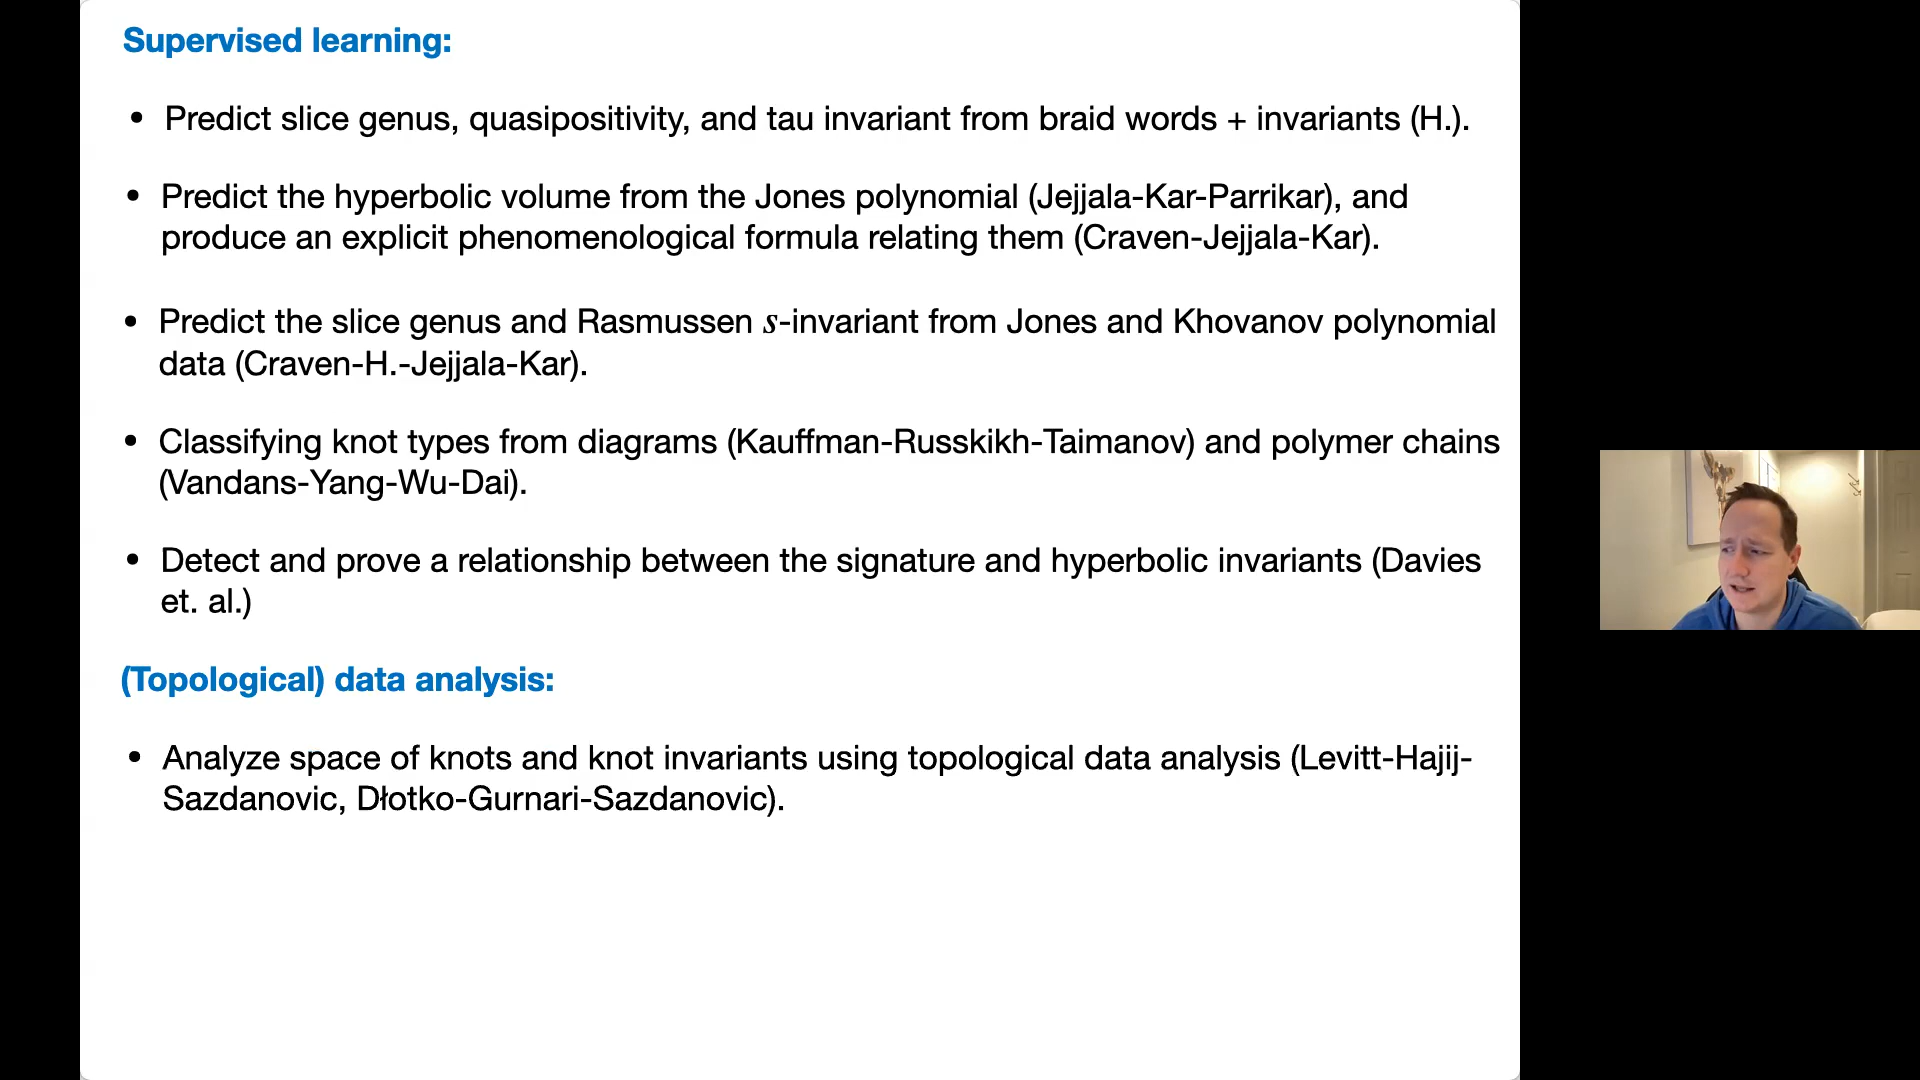 Supervised learning:
• Predict slice genus, quasipositivity, and tau invariant from braid words + invariants (H.).
• Predict the hyperbolic volume from the Jones polynomial (Jejjala-Kar-Parrikar), and
produce an explicit phenomenological formula relating them (Craven-Jejjala-Kar).
• Predict the slice genus and Rasmussen s-invariant from Jones and Khovanov polynomial
data (Craven-H.-Jejjala-Kar).
• Classifying knot types from diagrams (Kauffman-Russkikh-Taimanov) and polymer chains
(Vandans-Yang-Wu-Dai).
• Detect and prove a relationship between the signature and hyperbolic invariants (Davies
et. al.)
(Topological) data analysis:
• Analyze space of knots and knot invariants using topological data analysis (Levitt-Hajij-
Sazdanovic, Dłotko-Gurnari-Sazdanovic).